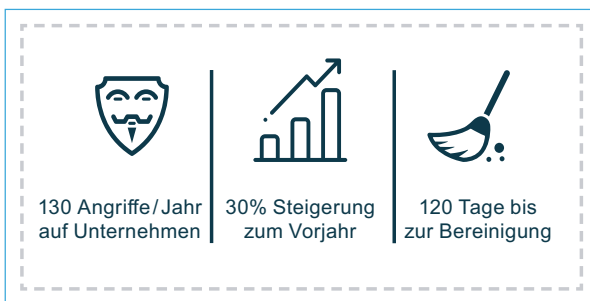 130 Angriffe/Jahr
auf Unternehmen
30% Steigerung
zum Vorjahr
120 Tage bis
zur Bereinigung